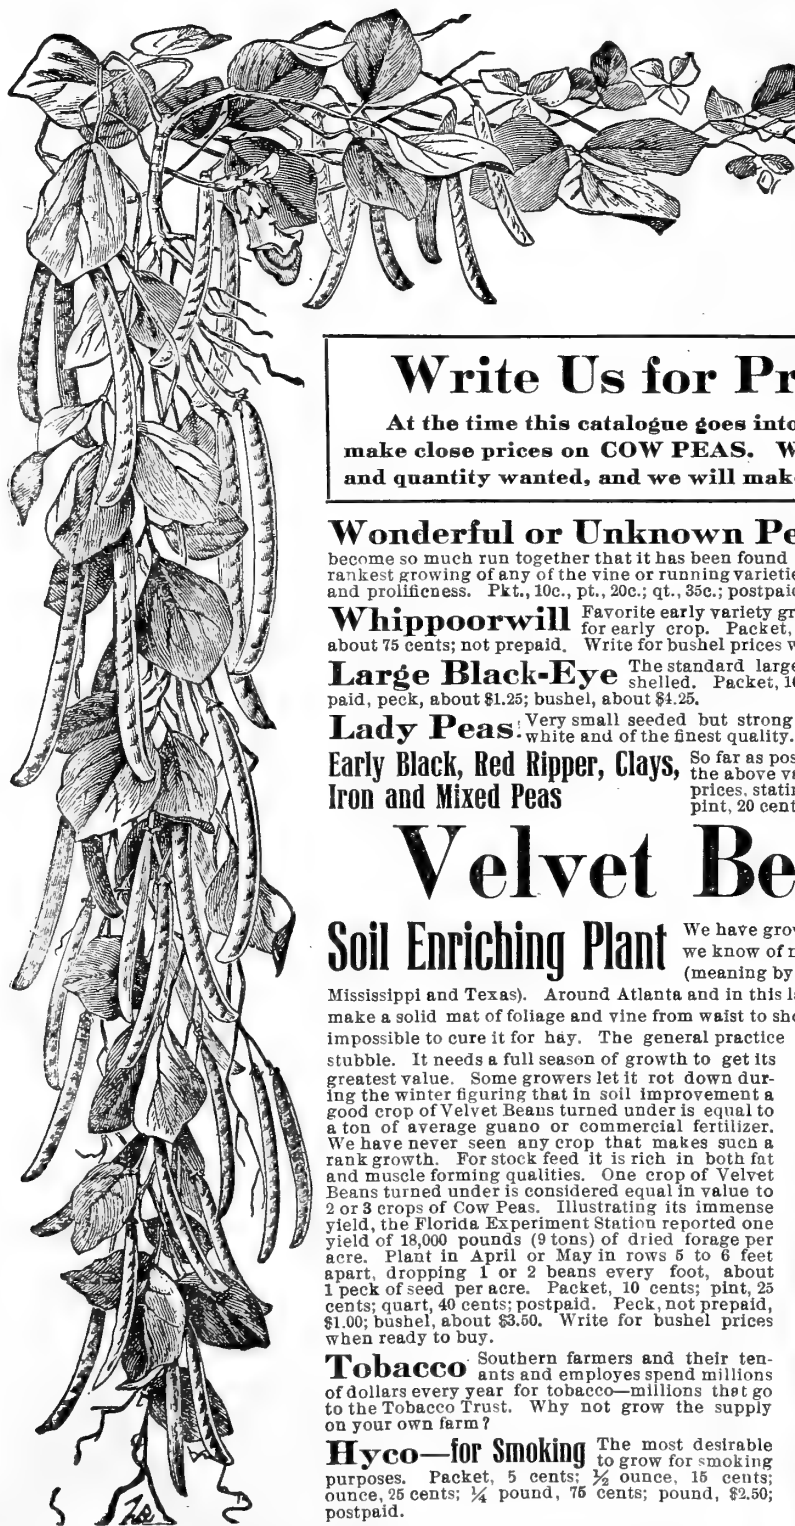 Write Us for
At the time this catalogue goes into
make close prices on COW PEAS.
and quantity wanted, and we will
Wonderful or Unknown
become so much run together that it has been found
rankest growing of any of the vine or running
and prolificness. Pkt., 10c., pt., 20c.; qt., 35c.;
Whippoorwill Favorite early variety
for early crop. Packet,
about 75 cents; not prepaid. Write for bushel prices
Large Black-Eye The standard
shelled. Packet,
paid, peck, about $1.25; bushel, about $4.25.
Lady Peas: Very small seeded but strong
white and of the finest quality.
Early Black, Red Ripper, Clays, So far as
Iron and Mixed Peas the above
prices,
pint, 20
Velvet
Soil Enriching Plant We have
we know of
(meaning by
Mississippi and Texas). Around Atlanta and in this
make a solid mat of foliage and vine from waist to
impossible to cure it for hay. The general practice
stubble. It needs a full season of growth to get its
greatest value. Some growers let it rot down dur-
ing the winter figuring that in soil improvement a
good crop of Velvet Beans turned under is equal to
a ton of average guano or commercial fertilizer.
We have never seen any crop that makes such a
rank growth. For stock feed it is rich in both fat
and muscle forming qualities. One crop of Velvet
Beans turned under is considered equal in value to
2 or 3 crops of Cow Peas. Illustrating its immense
yield, the Florida Experiment Station reported one
yield of 18,000 pounds (9 tons) of dried forage per
acre. Plant in April or May in rows 5 to 6 feet
apart, dropping 1 or 2 beans every foot, about
1 peck of seed per acre. Packet, 10 cents; pint, 25
cents; quart, 40 cents; postpaid. Peck, not prepaid,
$1.00; bushel, about $3.50. Write for bushel prices
when ready to buy.
Tobacco Southern farmers and their ten-
ants and employes spend millions
of dollars every year for tobacco—millions that go
to the Tobacco Trust. Why not grow the supply
on your own farm?
Hyco—for Smoking The most desirable
to grow for smoking
purposes. Packet, 5 cents; ½ ounce, 15 cents;
ounce, 25 cents; ¼ pound, 75 cents; pound, $2.50;
postpaid.